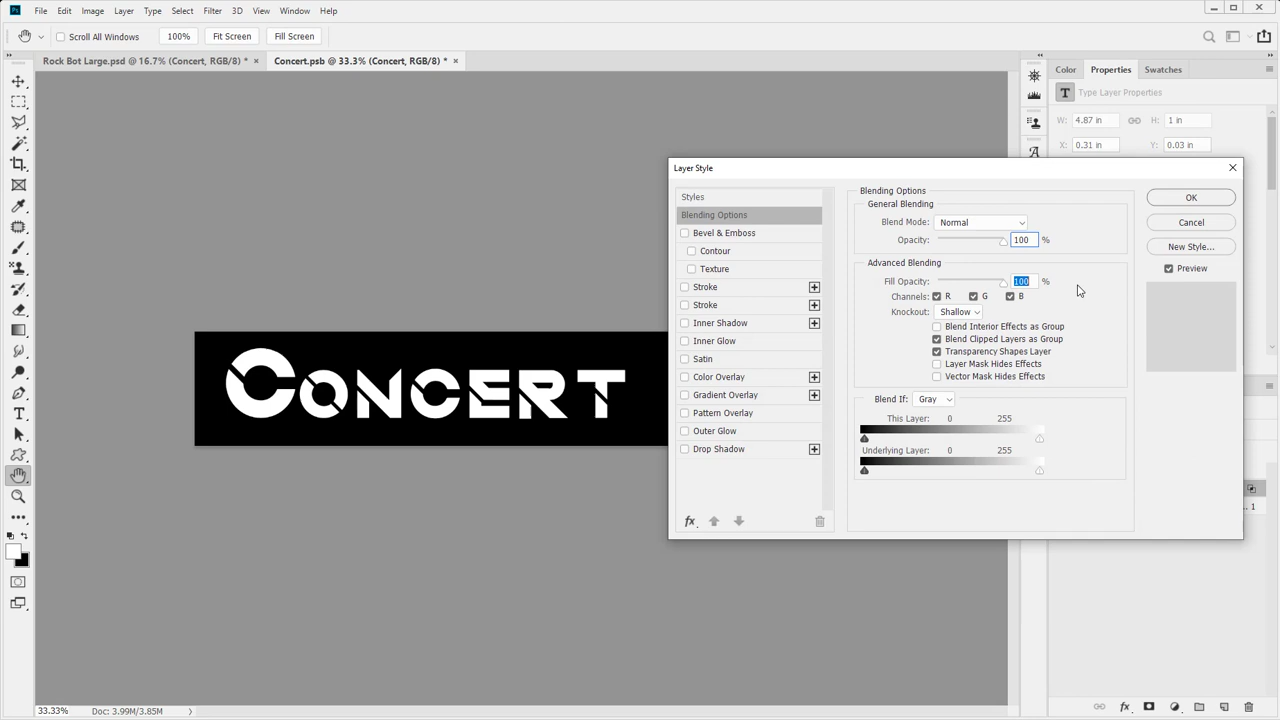 Ps File Edit Image Layer Type Select Filter 3D View Window Help
Scroll All Windows 100% Fit Screen Fill Screen
Rock Bot Large.psd @ 16.7% (Concert, RGB/8) * × Concert.psb @ 33.3% (Concert, RGB/8) * ×
Color Properties Swatches
T Type Layer Properties
W: 4.87 in H: 1 in
X: 0.31 in Y: 0.03 in
A
Layer Style
Styles
Blending Options
Bevel & Emboss
Contour
Texture
Stroke
Stroke
Inner Shadow
Inner Glow
Satin
Color Overlay
Gradient Overlay
Pattern Overlay
Outer Glow
Drop Shadow
fx
Blending Options
General Blending
Blend Mode: Normal
Opacity: 100 %
Advanced Blending
Fill Opacity: 100 %
Channels: R G B
Knockout: Shallow
Blend Interior Effects as Group
Blend Clipped Layers as Group
Transparency Shapes Layer
Layer Mask Hides Effects
Vector Mask Hides Effects
Blend If: Gray
This Layer: 0 255
Underlying Layer: 0 255
OK
Cancel
New Style...
Preview
CONCERT
T
1
33.33% Doc: 3.99M/3.85M
fx